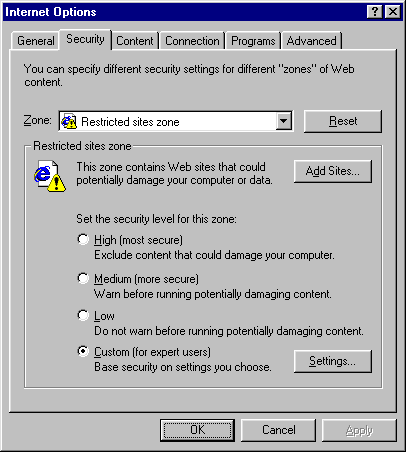 Internet Options
General Security Content Connection Programs Advanced
You can specify different security settings for different "zones" of Web
content.
Zone: Restricted sites zone Reset
Restricted sites zone
This zone contains Web sites that could
potentially damage your computer or data.
Add Sites...
Set the security level for this zone:
High (most secure)
Exclude content that could damage your computer.
Medium (more secure)
Warn before running potentially damaging content.
Low
Do not warn before running potentially damaging content.
Custom (for expert users)
Base security on settings you choose.
Settings...
OK Cancel Apply